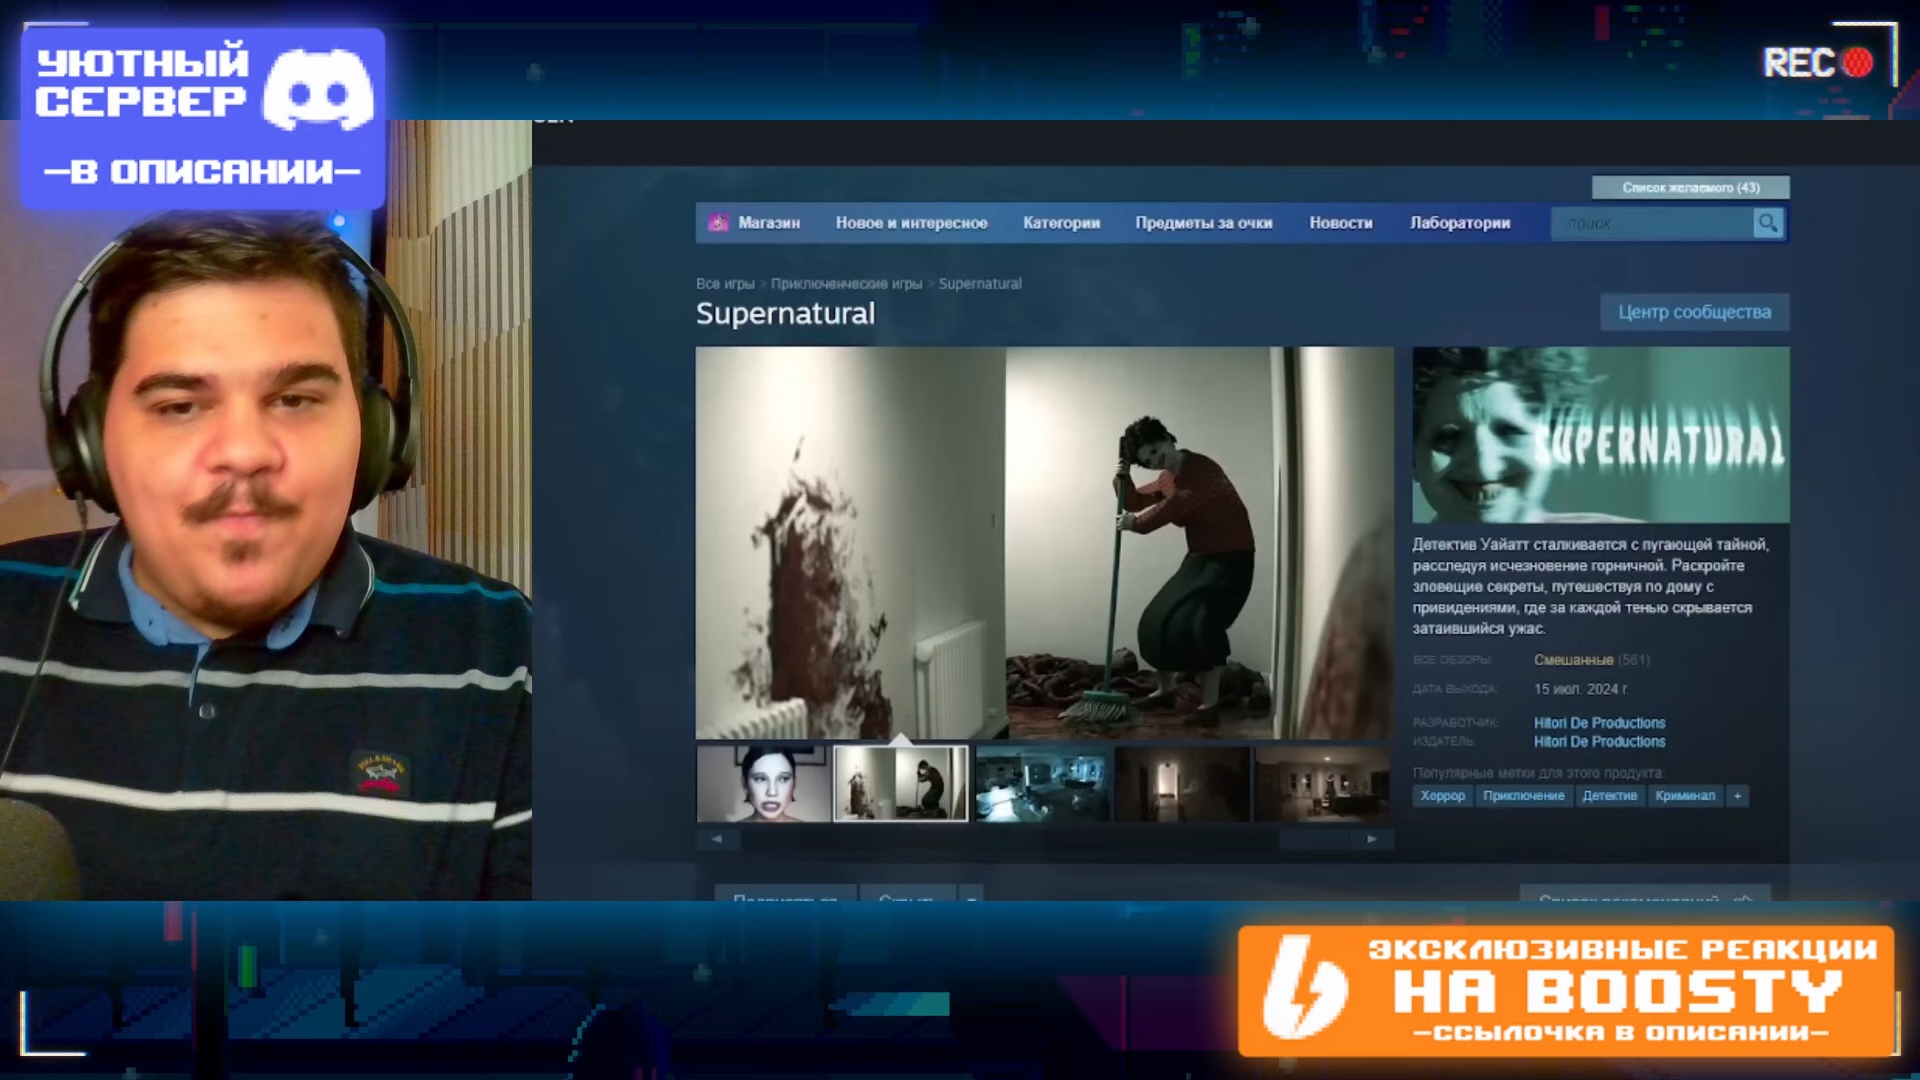 УЮТНЫЙ
СЕРВЕР
—В ОПИСАНИИ—
REC
Список желаемого (43)
Магазин Новое и интересное Категории Предметы за очки Новости Лаборатории поиск
Все игры > Приключенческие игры > Supernatural
Supernatural
Центр сообщества
SUPERNATURAL
Детектив Уайатт сталкивается с пугающей тайной,
расследуя исчезновение горничной. Раскройте
зловещие секреты, путешествуя по дому с
привидениями, где за каждой тенью скрывается
затаившийся ужас.
ВСЕ ОБЗОРЫ: Смешанные (561)
ДАТА ВЫХОДА: 15 июл. 2024 г.
РАЗРАБОТЧИК: Hitori De Productions
ИЗДАТЕЛЬ: Hitori De Productions
Популярные метки для этого продукта:
Хоррор Приключение Детектив Криминал +
ЭКСКЛЮЗИВНЫЕ РЕАКЦИИ
НА BOOSTY
—ССЫЛОЧКА В ОПИСАНИИ—